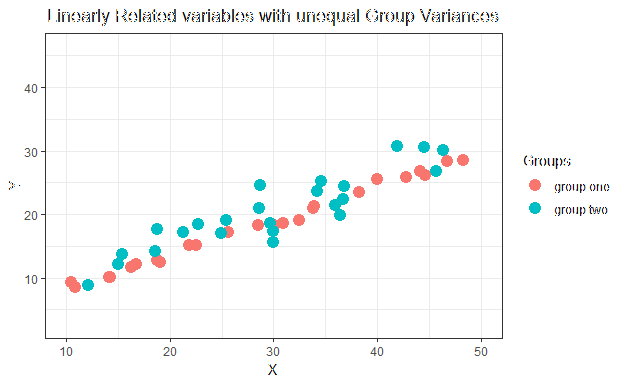 Linearly Related variables with unequal Group Variances
40
30
20
10
Y
10 20 30 40 50
X
Groups
group one
group two